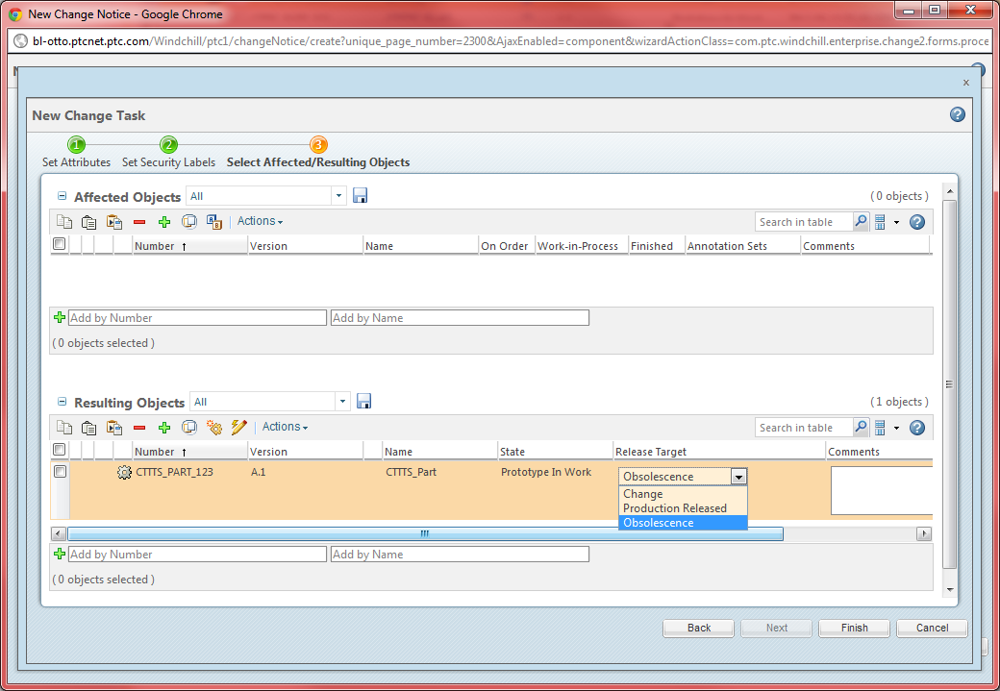 New Change Notice - Google Chrome
bl-otto.ptcnet.ptc.com/Windchill/ptc1/changeNotice/create?unique_page_number=2300&AjaxEnabled=component&wizardActionClass=com.ptc.windchill.enterprise.change2.forms.proce
x
New Change Task
?
1 2 3
Set Attributes Set Security Labels Select Affected/Resulting Objects
Affected Objects All ( 0 objects )
Actions Search in table ?
Number ↑ Version Name On Order Work-in-Process Finished Annotation Sets Comments
Add by Number Add by Name
( 0 objects selected )
Resulting Objects All ( 1 objects )
Actions Search in table ?
Number ↑ Version Name State Release Target Comments
CTTTS_PART_123 A.1 CTTTS_Part Prototype In Work Obsolescence
Change
Production Released
Obsolescence
Add by Number Add by Name
( 0 objects selected )
Back Next Finish Cancel